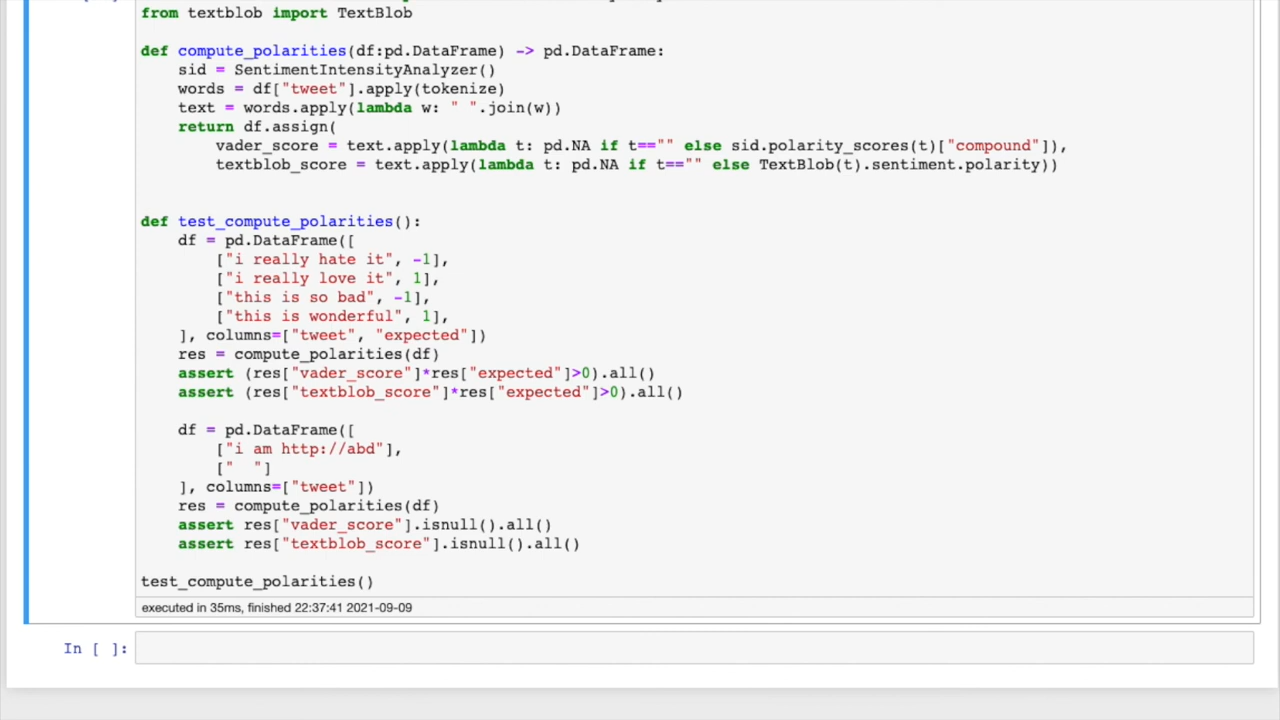 from textblob import TextBlob
def compute_polarities(df:pd.DataFrame) -> pd.DataFrame:
    sid = SentimentIntensityAnalyzer()
    words = df["tweet"].apply(tokenize)
    text = words.apply(lambda w: " ".join(w))
    return df.assign(
        vader_score = text.apply(lambda t: pd.NA if t=="" else sid.polarity_scores(t)["compound"]),
        textblob_score = text.apply(lambda t: pd.NA if t=="" else TextBlob(t).sentiment.polarity))
def test_compute_polarities():
    df = pd.DataFrame([
        ["i really hate it", -1],
        ["i really love it", 1],
        ["this is so bad", -1],
        ["this is wonderful", 1],
    ], columns=["tweet", "expected"])
    res = compute_polarities(df)
    assert (res["vader_score"]*res["expected"]>0).all()
    assert (res["textblob_score"]*res["expected"]>0).all()
    df = pd.DataFrame([
        ["i am http://abd"],
        ["  "]
    ], columns=["tweet"])
    res = compute_polarities(df)
    assert res["vader_score"].isnull().all()
    assert res["textblob_score"].isnull().all()
test_compute_polarities()
executed in 35ms, finished 22:37:41 2021-09-09
In [ ]: